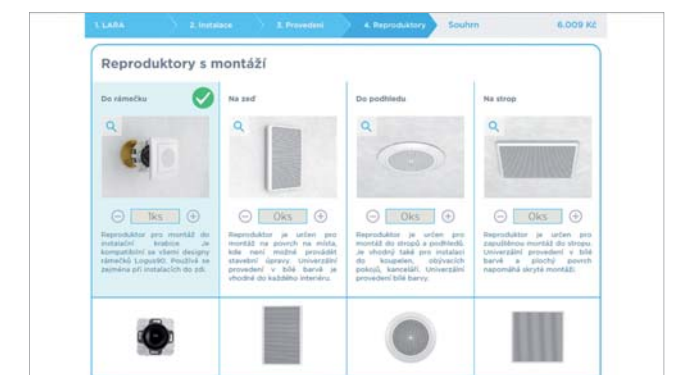 1. LARA
2. Instalace
3. Provedení
4. Reproduktory
Souhrn
6.009 Kč
Reproduktory s montáží
Do rámečku
Na zeď
Do podhledu
Na strop
1ks
0ks
0ks
0ks
Reproduktor pro montáž do
instalační krabice. Je
kompatibilní se všemi designy
rámečků Logus90. Používá se
zejména při instalacích do zdi.
Reproduktor je určen pro
montáž na povrch na místa,
kde není možné provádět
stavební úpravy. Univerzální
provedení v bílé barvě je
vhodné do každého interiéru.
Reproduktor je určen pro
montáž do stropů a podhledů.
Je vhodný také pro instalaci
do koupelen, obývacích
pokojů, kanceláří. Univerzální
provedení bílé barvy.
Reproduktor je určen pro
zapuštěnou montáž do stropu.
Univerzální provedení v bílé
barvě a plochý povrch
napomáhá skryté montáži.